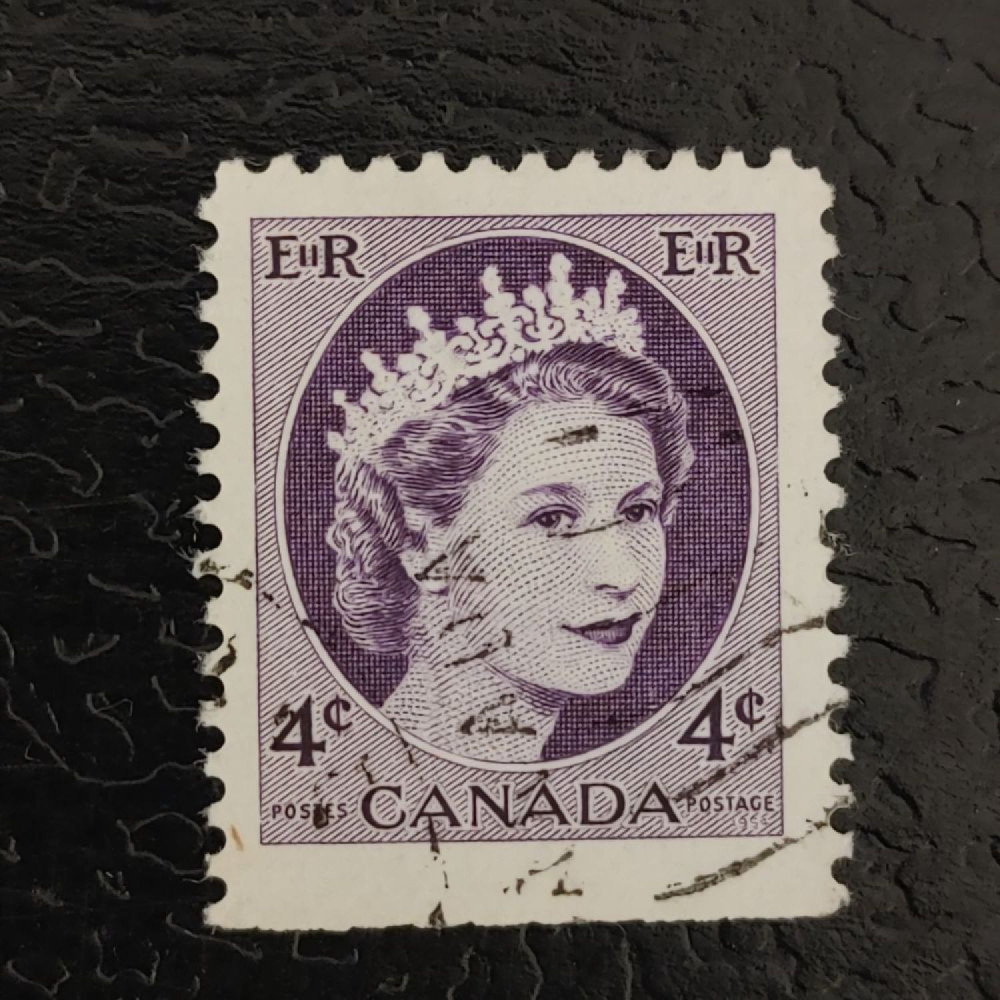 EIIR EIIR
4¢ 4¢
POSTES CANADA POSTAGE